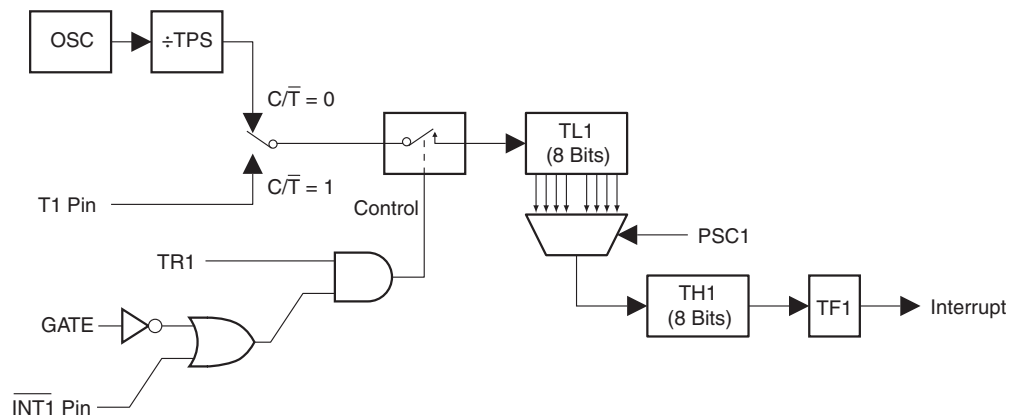 OSC
÷TPS
C/T̅ = 0
TL1
(8 Bits)
C/T̅ = 1
T1 Pin
Control
PSC1
TR1
TH1
(8 Bits)
TF1
Interrupt
GATE
I̅N̅T̅1̅ Pin